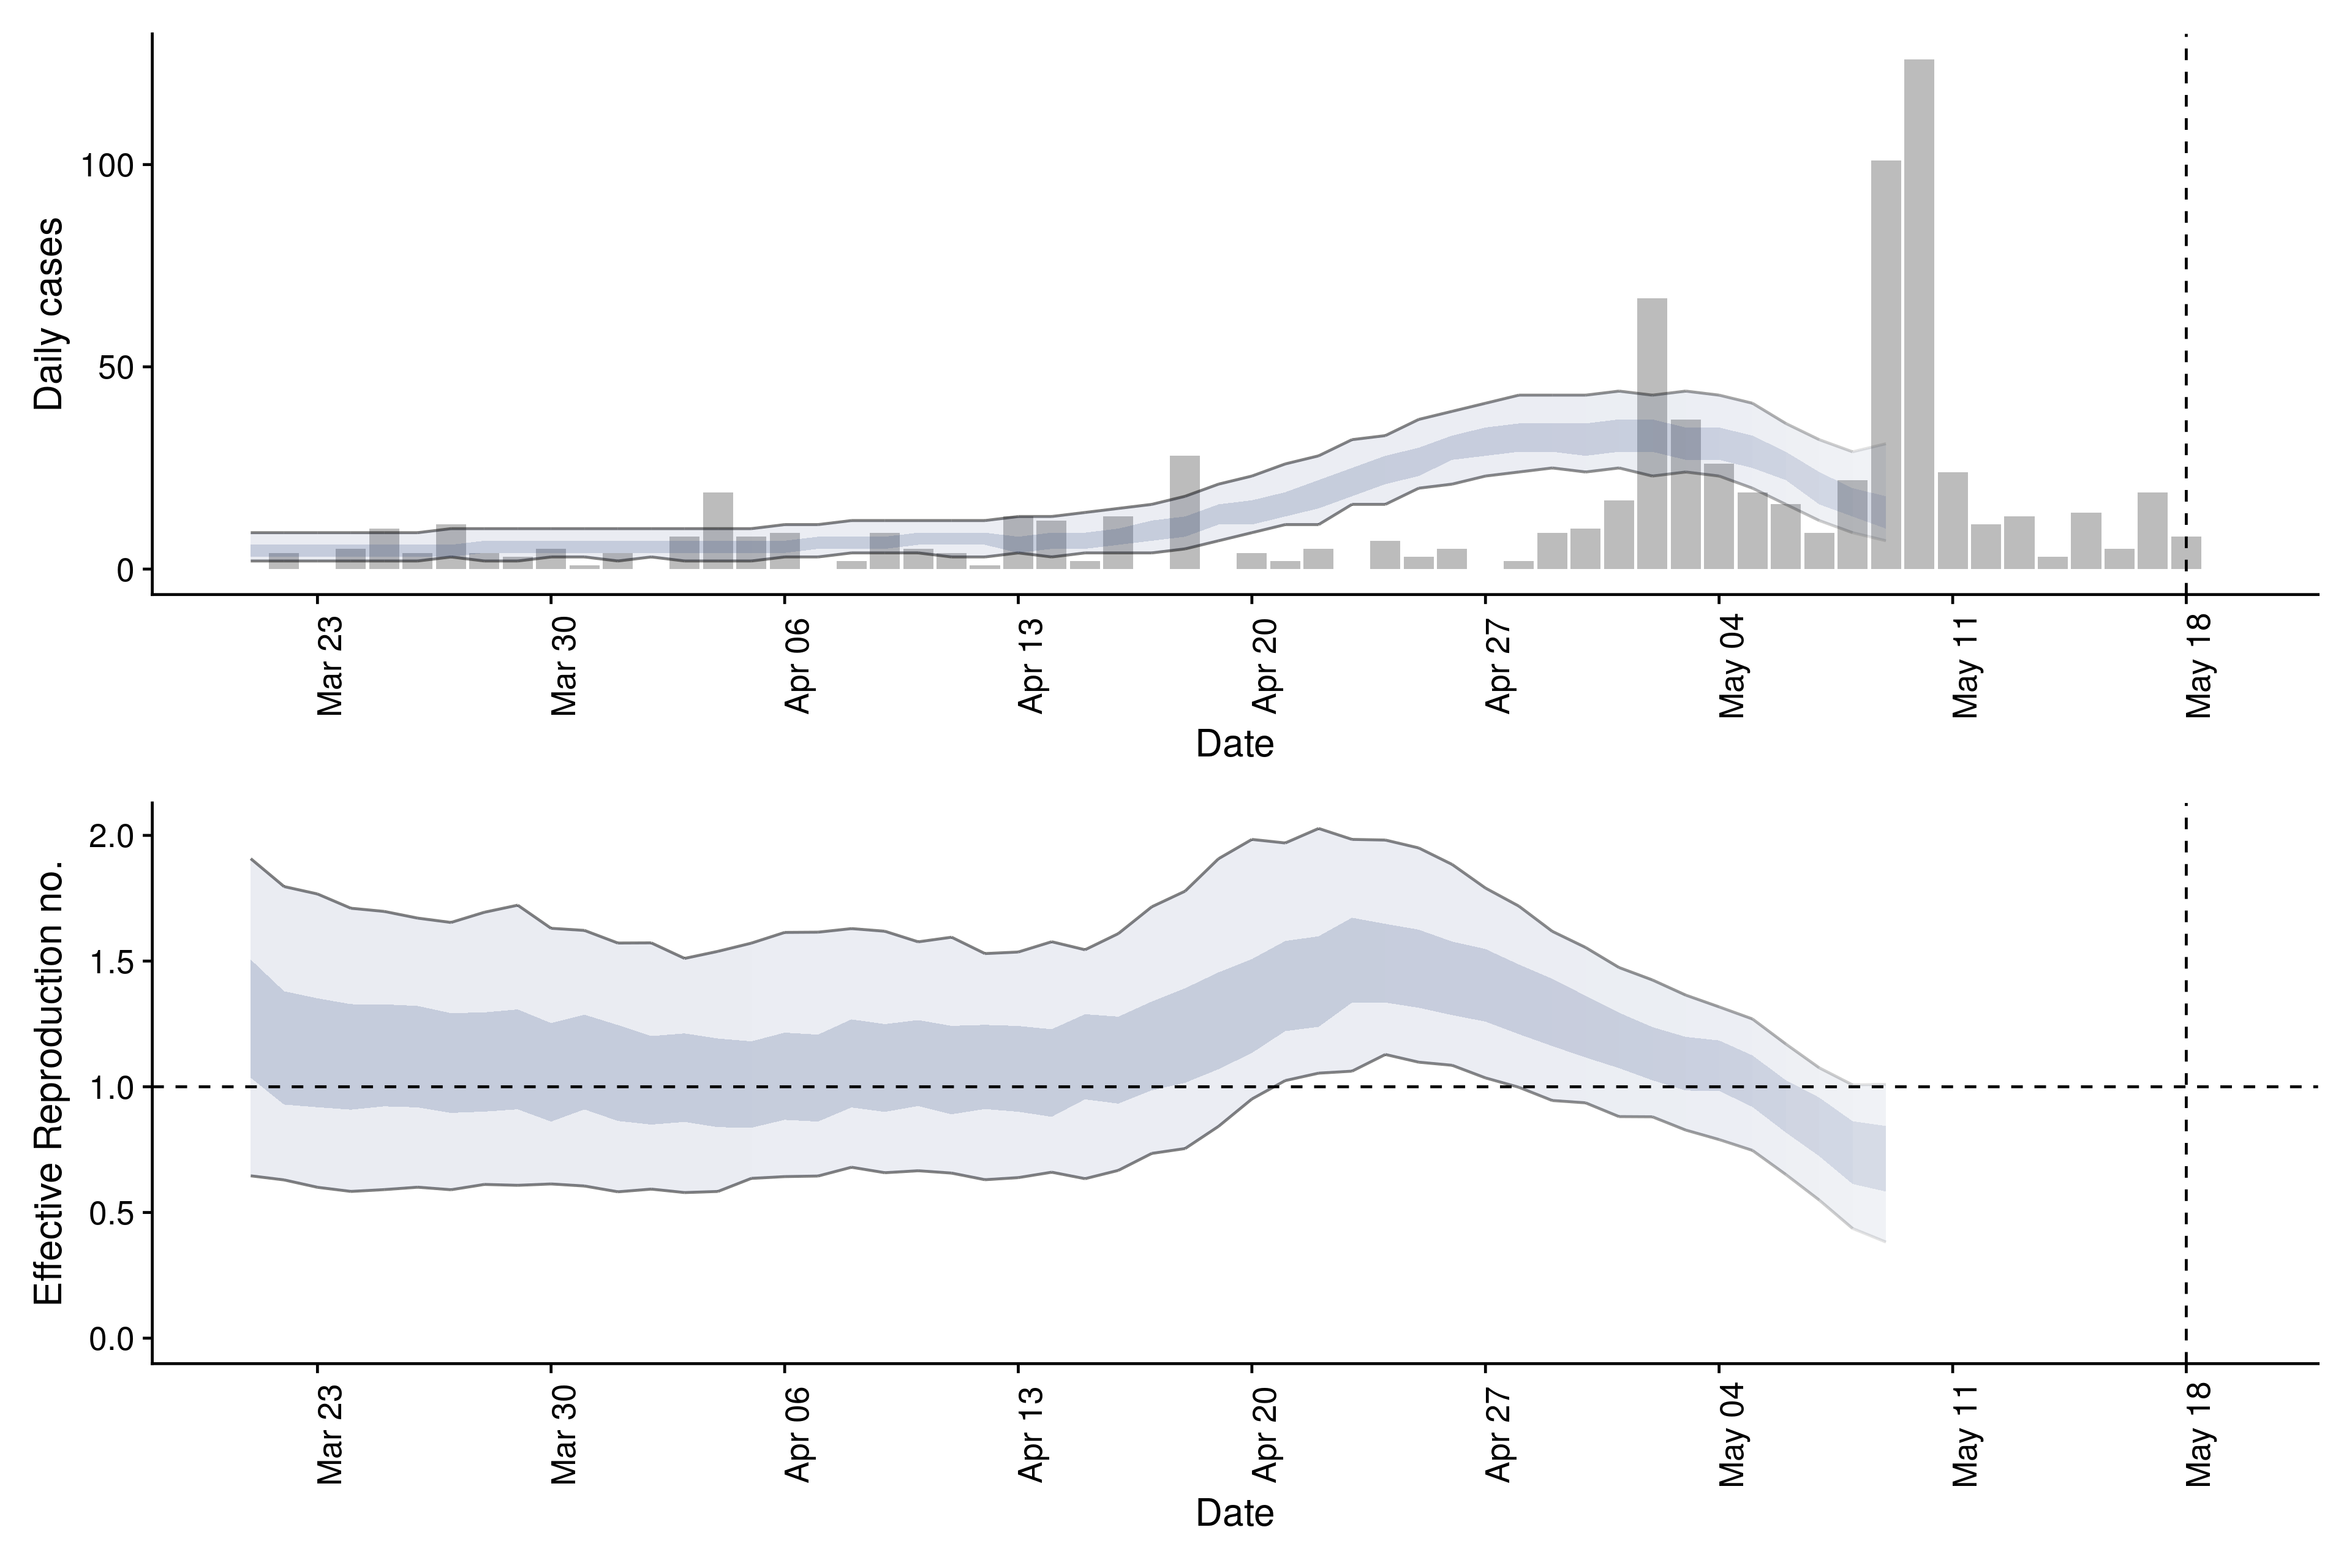 Daily cases
100
50
0
Mar 23
Mar 30
Apr 06
Apr 13
Apr 20
Apr 27
May 04
May 11
May 18
Date
Effective Reproduction no.
2.0
1.5
1.0
0.5
0.0
Mar 23
Mar 30
Apr 06
Apr 13
Apr 20
Apr 27
May 04
May 11
May 18
Date